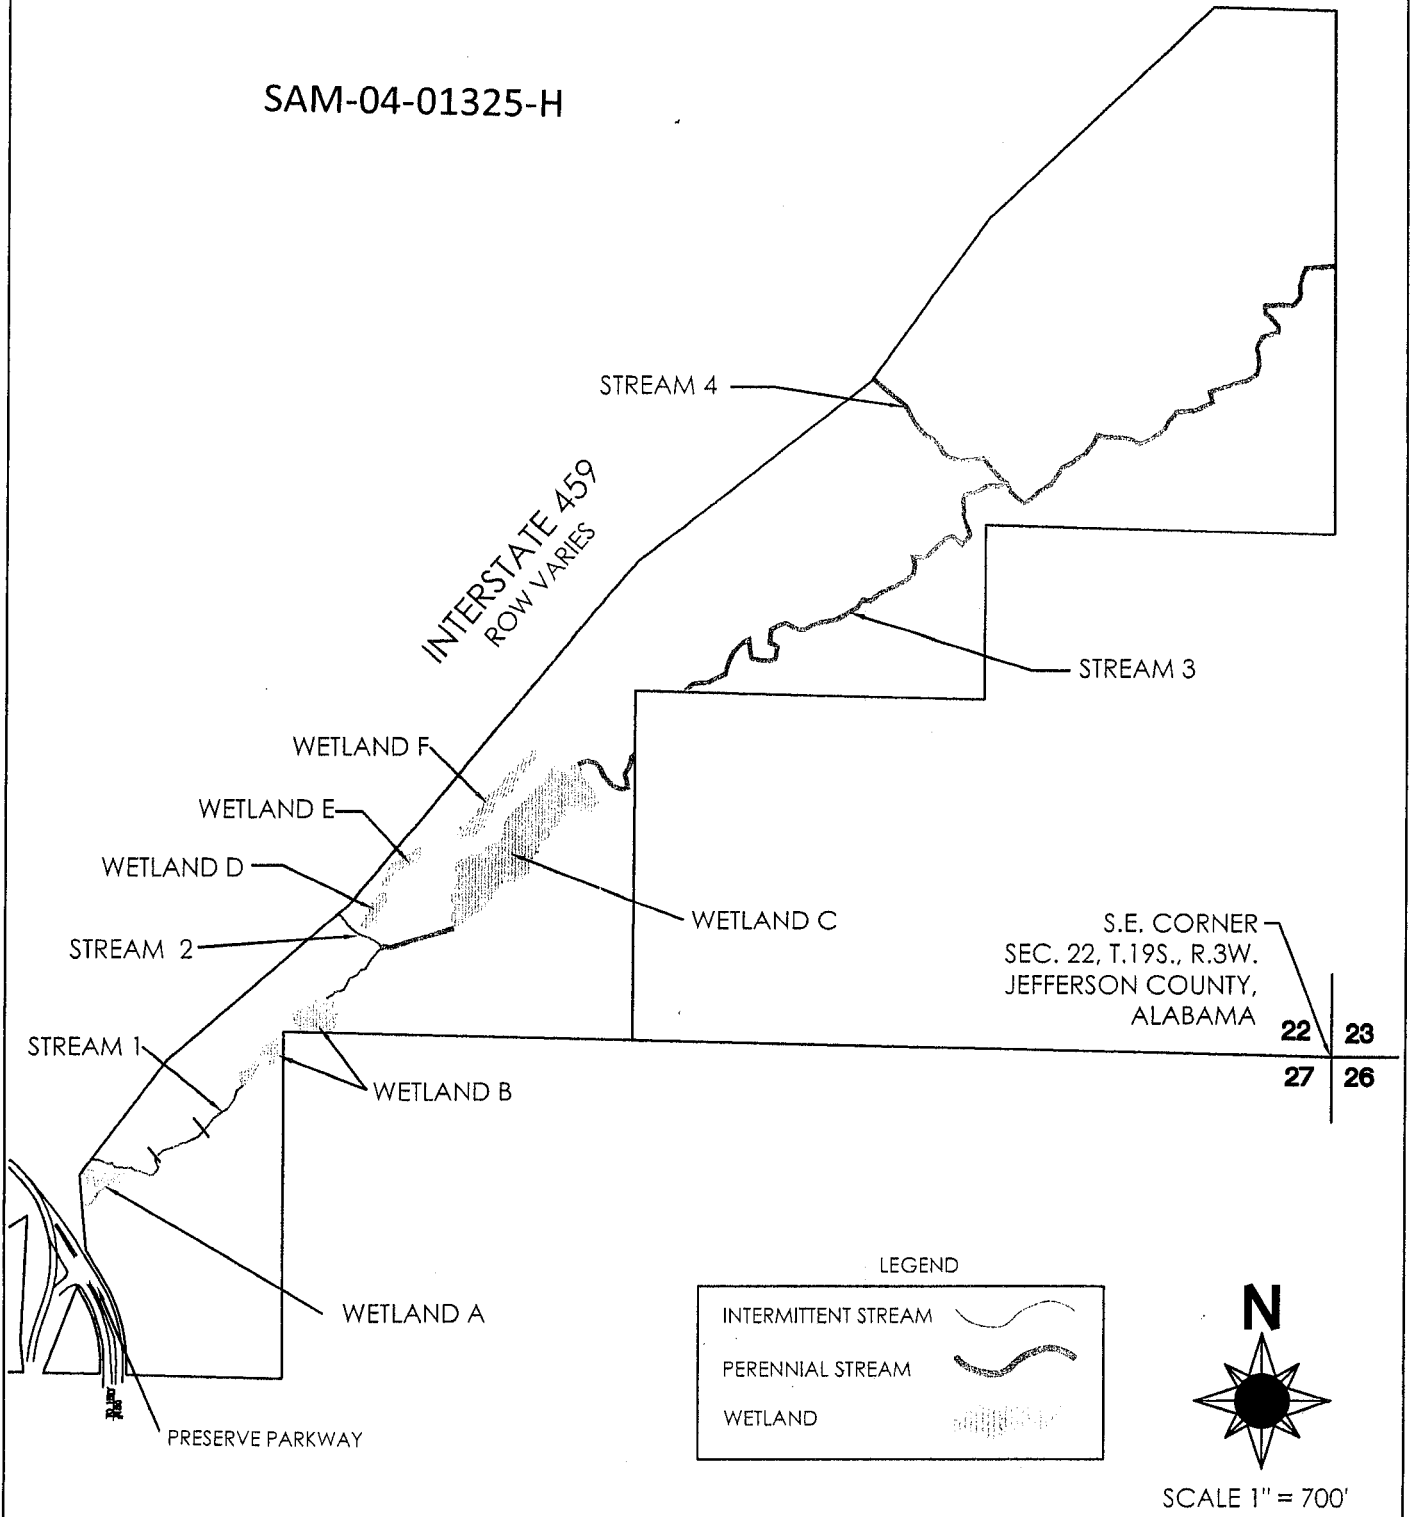 SAM-04-01325-H
STREAM 4
INTERSTATE 459
ROW VARIES
STREAM 3
WETLAND F
WETLAND E
WETLAND D
WETLAND C
STREAM 2
S.E. CORNER
SEC. 22, T.19S., R.3W.
JEFFERSON COUNTY,
ALABAMA
22 23
27 26
STREAM 1
WETLAND B
WETLAND A
PRESERVE PARKWAY
LEGEND
INTERMITTENT STREAM
PERENNIAL STREAM
WETLAND
N
SCALE 1" = 700'